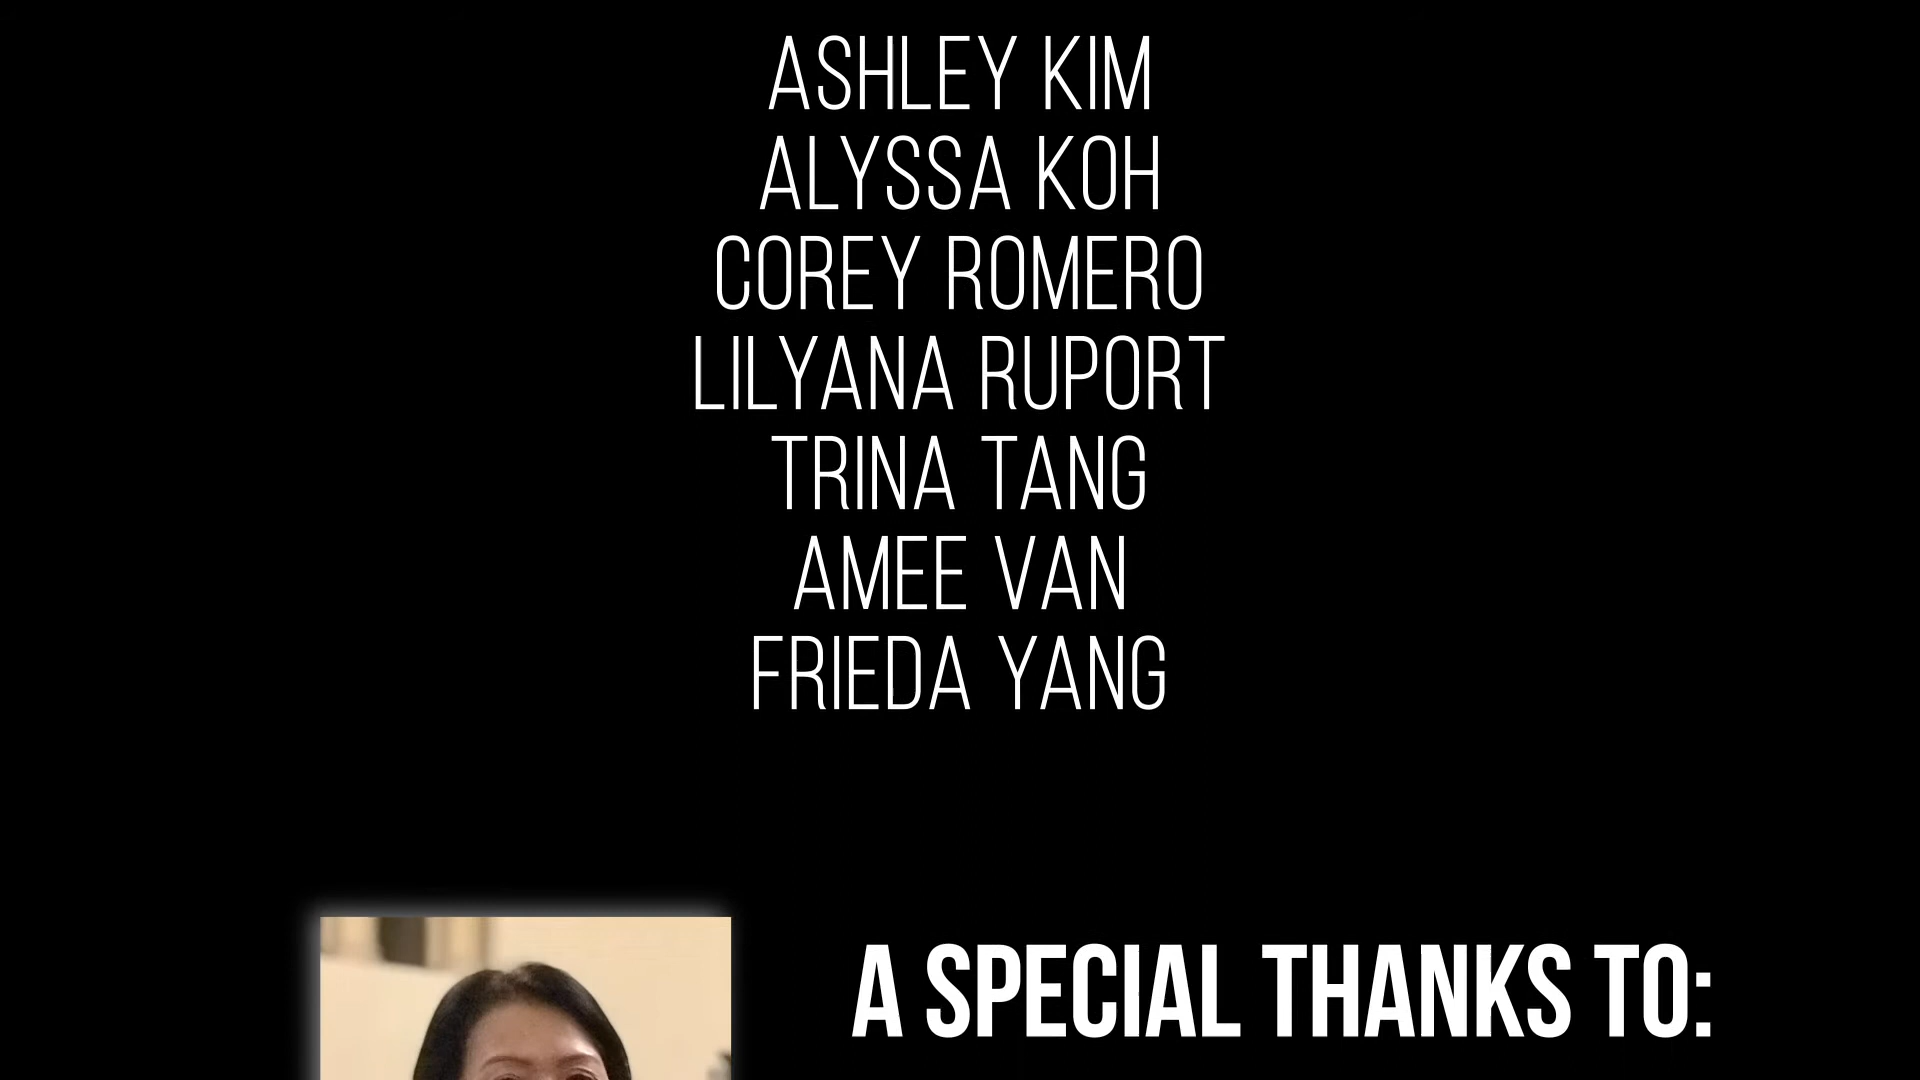 ASHLEY KIM
ALYSSA KOH
COREY ROMERO
LILYANA RUPORT
TRINA TANG
AMEE VAN
FRIEDA YANG
A SPECIAL THANKS TO: